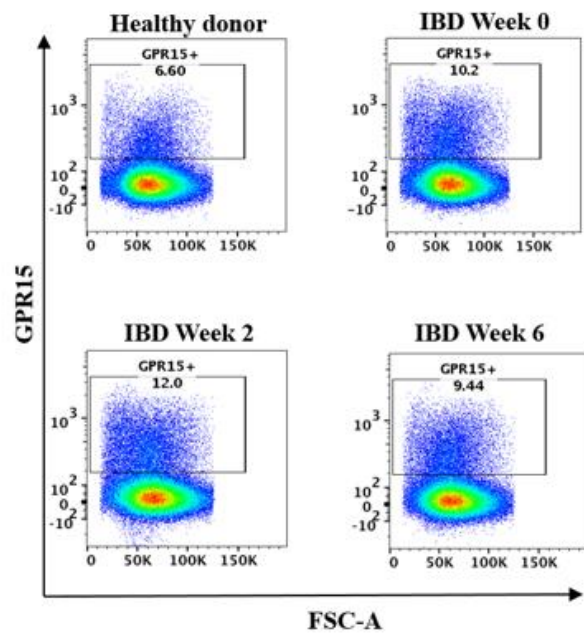 Healthy donor
GPR15+
6.60
10³
10²
0
-10²
0 50K 100K 150K
IBD Week 0
GPR15+
10.2
10³
10²
0
-10²
0 50K 100K 150K
IBD Week 2
GPR15+
12.0
10³
10²
0
-10²
0 50K 100K 150K
IBD Week 6
GPR15+
9.44
10³
10²
0
-10²
0 50K 100K 150K
GPR15
FSC-A